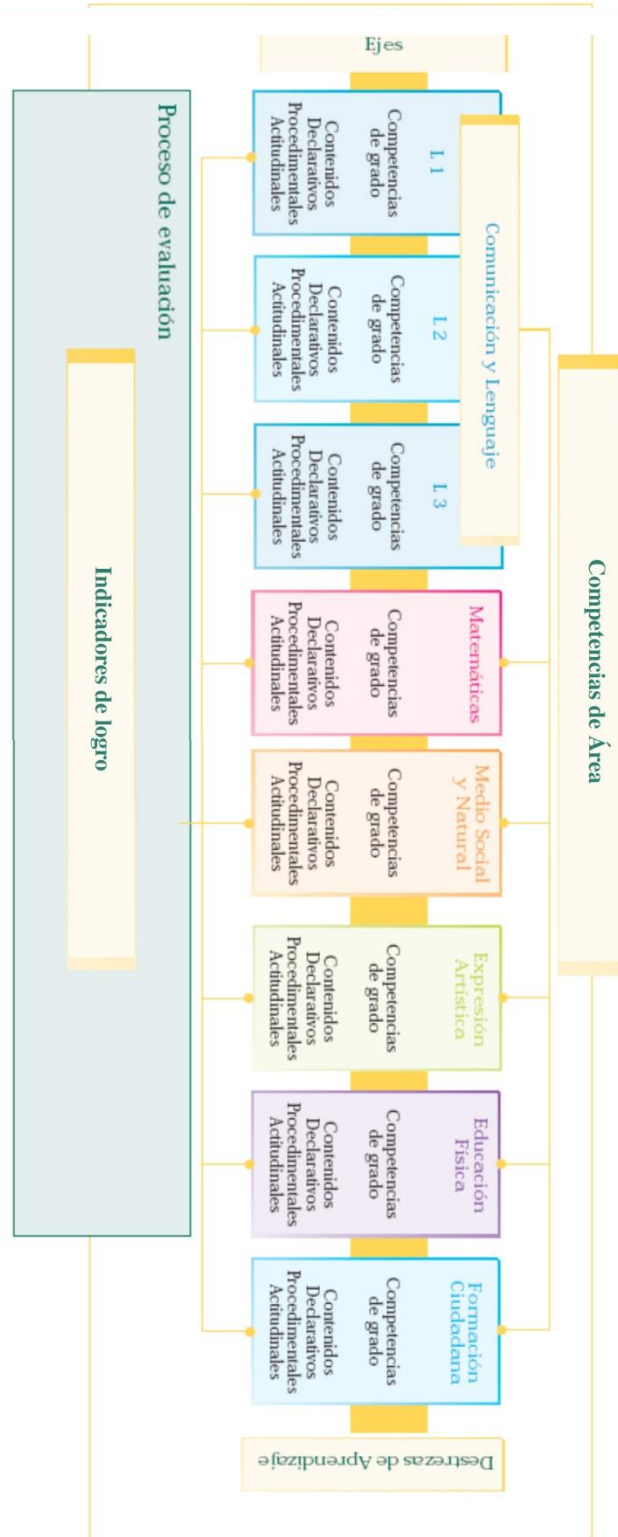 Competencias de Área
Comunicación y Lenguaje
Ejes
L 1
Competencias
de grado
Contenidos
Declarativos
Procedimentales
Actitudinales
L 2
Competencias
de grado
Contenidos
Declarativos
Procedimentales
Actitudinales
L 3
Competencias
de grado
Contenidos
Declarativos
Procedimentales
Actitudinales
Matemáticas
Competencias
de grado
Contenidos
Declarativos
Procedimentales
Actitudinales
Medio Social
y Natural
Competencias
de grado
Contenidos
Declarativos
Procedimentales
Actitudinales
Expresión
Artística
Competencias
de grado
Contenidos
Declarativos
Procedimentales
Actitudinales
Educación
Física
Competencias
de grado
Contenidos
Declarativos
Procedimentales
Actitudinales
Formación
Ciudadana
Competencias
de grado
Contenidos
Declarativos
Procedimentales
Actitudinales
Destrezas de Aprendizaje
Proceso de evaluación
Indicadores de logro